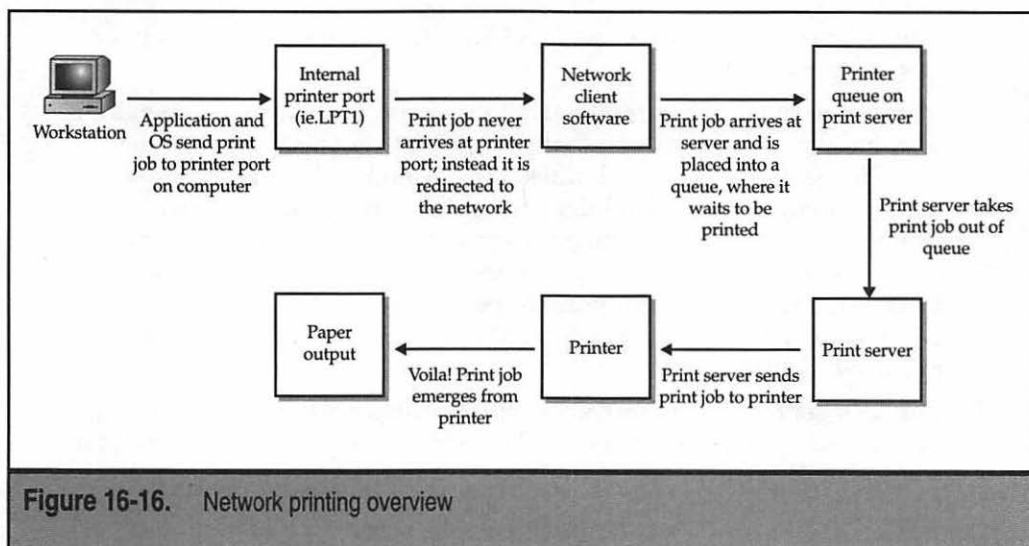 Workstation
Application and
OS send print
job to printer port
on computer
Internal
printer port
(ie.LPT1)
Print job never
arrives at printer
port; instead it is
redirected to
the network
Network
client
software
Print job arrives at
server and is
placed into a
queue, where it
waits to be
printed
Printer
queue on
print server
Print server takes
print job out of
queue
Print server
Print server sends
print job to printer
Printer
Voila! Print job
emerges from
printer
Paper
output
Figure 16-16. Network printing overview